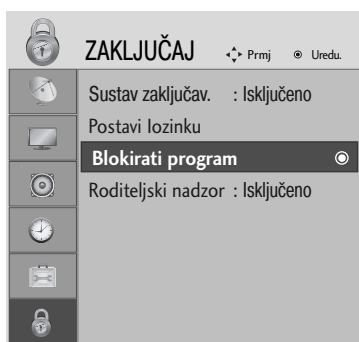 ZAKLJUČAJ Prmj Uredu.
Sustav zaključav. : Isključeno
Postavi lozinku
Blokirati program
Roditeljski nadzor : Isključeno